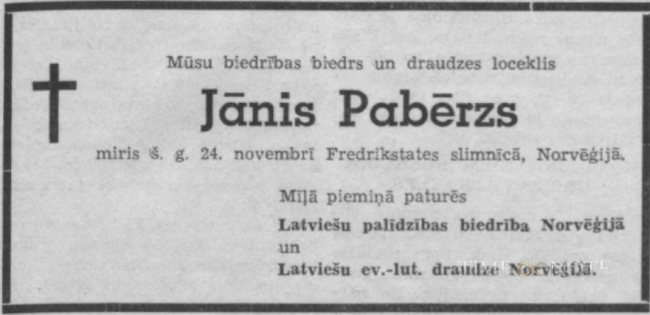 Mūsu biedrības biedrs un draudzes loceklis
Jānis Pabērzs
miris š. g. 24. novembrī Fredrikstates slimnīcā, Norvēģijā.
Mīļā piemiņā paturēs
Latviešu palīdzības biedrība Norvēģijā
un
Latviešu ev.-lut. draudze Norvēģijā.